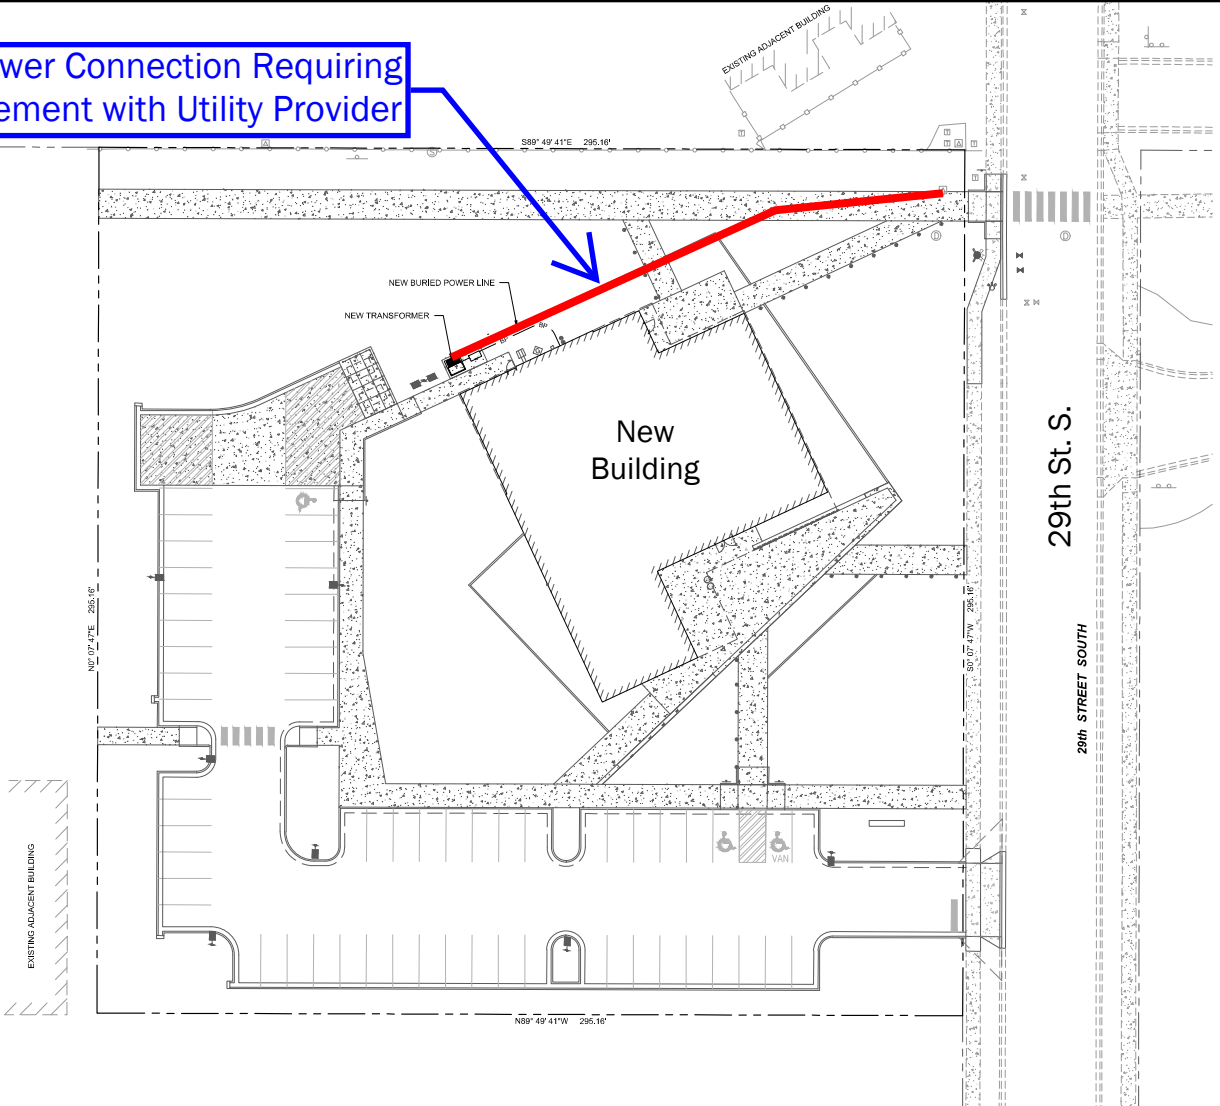 EXISTING ADJACENT BUILDING
wer Connection Requiring
ement with Utility Provider
S89° 49' 41"E 295.16'
NEW BURIED POWER LINE
NEW TRANSFORMER
BP
New
Building
29th St. S.
N0° 07' 47"E 295.16'
S0° 07' 47"W 295.16'
29th STREET SOUTH
VAN
EXISTING ADJACENT BUILDING
N89° 49' 41"W 295.16'